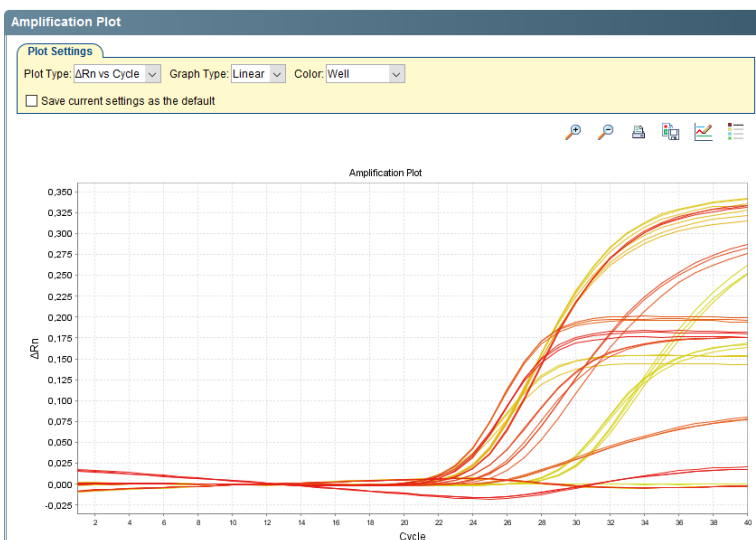 Amplification Plot
Plot Settings
Plot Type: ΔRn vs Cycle Graph Type: Linear Color: Well
Save current settings as the default
Amplification Plot
0,350
0,325
0,300
0,275
0,250
0,225
0,200
0,175
0,150
0,125
0,100
0,075
0,050
0,025
0,000
-0,025
ΔRn
2 4 6 8 10 12 14 16 18 20 22 24 26 28 30 32 34 36 38 40
Cycle